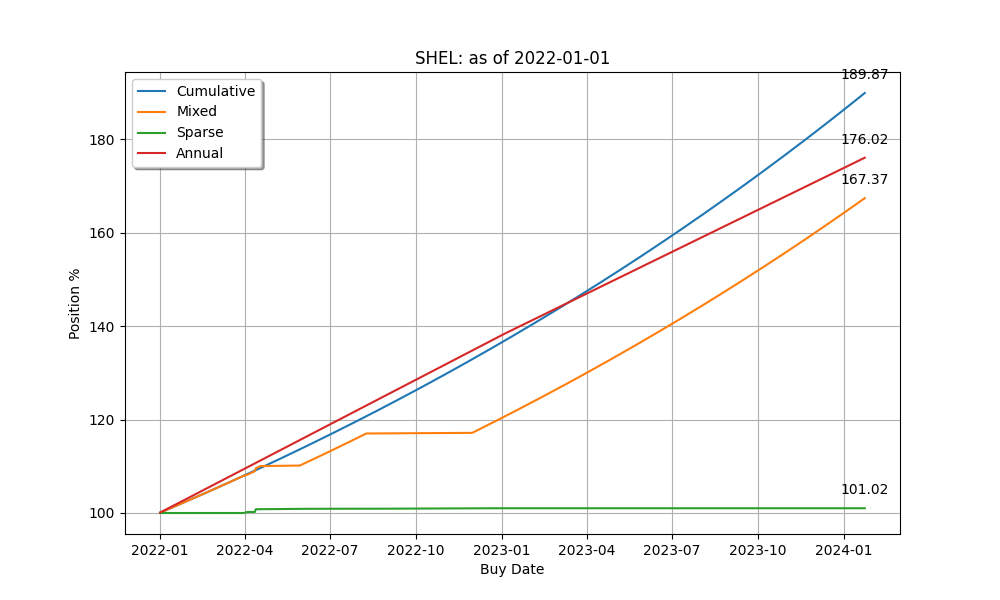 SHEL: as of 2022-01-01
189.87
Cumulative
Mixed
Sparse
Annual
176.02
167.37
101.02
180
160
140
120
100
Position %
2022-01 2022-04 2022-07 2022-10 2023-01 2023-04 2023-07 2023-10 2024-01
Buy Date